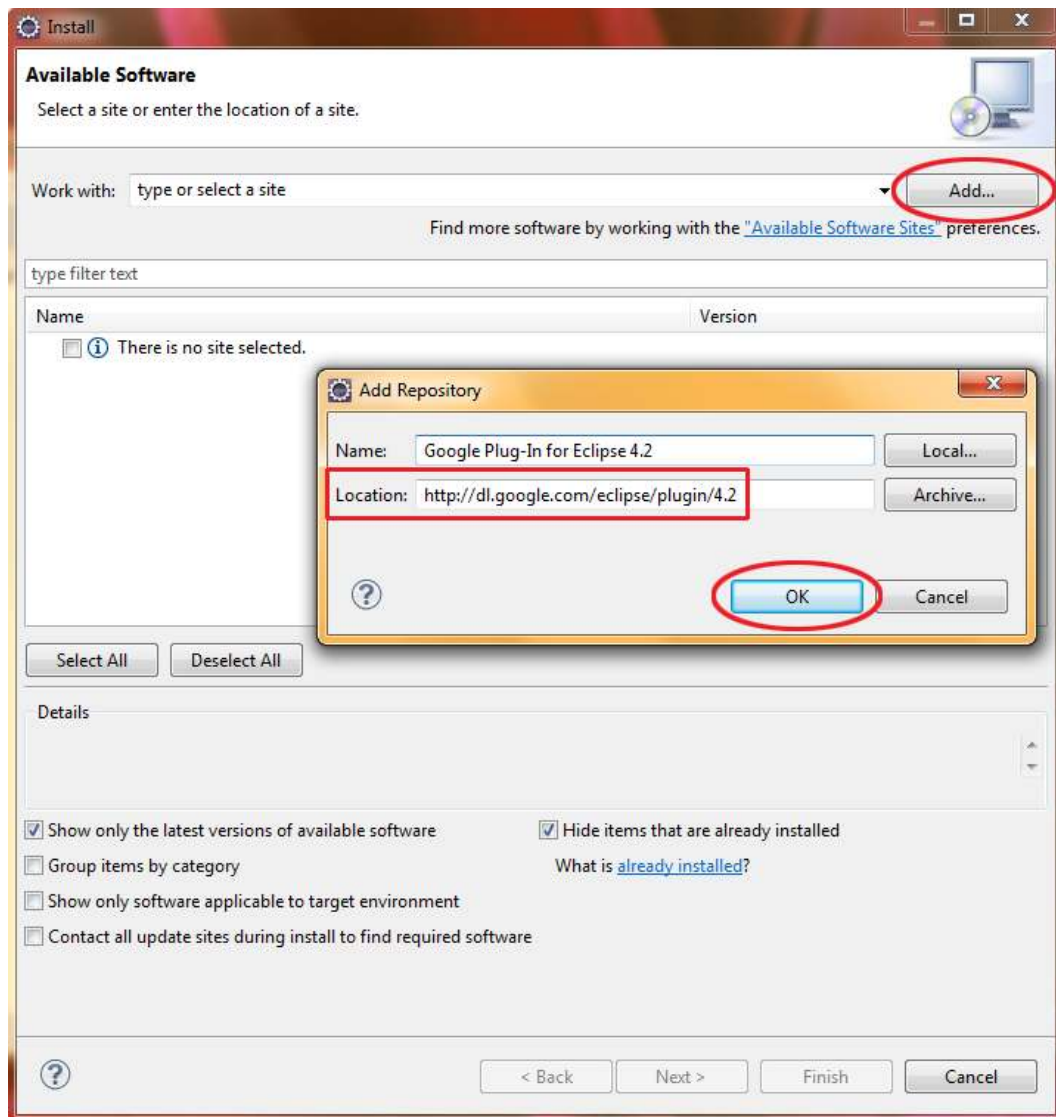 Install
Available Software
Select a site or enter the location of a site.
Work with: type or select a site Add...
Find more software by working with the "Available Software Sites" preferences.
type filter text
Name Version
There is no site selected.
Add Repository
Name: Google Plug-In for Eclipse 4.2 Local...
Location: http://dl.google.com/eclipse/plugin/4.2 Archive...
OK Cancel
Select All Deselect All
Details
Show only the latest versions of available software Hide items that are already installed
Group items by category What is already installed?
Show only software applicable to target environment
Contact all update sites during install to find required software
< Back Next > Finish Cancel